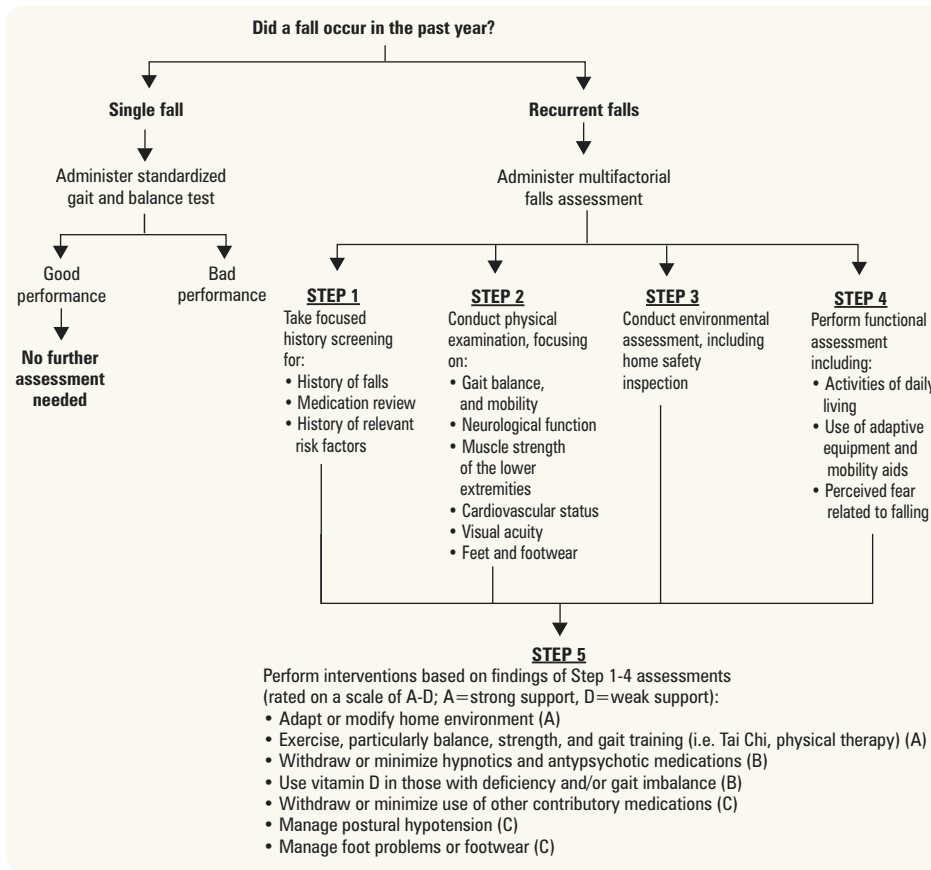 Did a fall occur in the past year?
Single fall
Recurrent falls
Administer standardized
gait and balance test
Administer multifactorial
falls assessment
Good
performance
Bad
performance
No further
assessment
needed
STEP 1
Take focused
history screening
for:
• History of falls
• Medication review
• History of relevant
risk factors
STEP 2
Conduct physical
examination, focusing
on:
• Gait balance,
and mobility
• Neurological function
• Muscle strength
of the lower
extremities
• Cardiovascular status
• Visual acuity
• Feet and footwear
STEP 3
Conduct environmental
assessment, including
home safety
inspection
STEP 4
Perform functional
assessment
including:
• Activities of daily
living
• Use of adaptive
equipment and
mobility aids
• Perceived fear
related to falling
STEP 5
Perform interventions based on findings of Step 1-4 assessments
(rated on a scale of A-D; A=strong support, D=weak support):
• Adapt or modify home environment (A)
• Exercise, particularly balance, strength, and gait training (i.e. Tai Chi, physical therapy) (A)
• Withdraw or minimize hypnotics and antypsychotic medications (B)
• Use vitamin D in those with deficiency and/or gait imbalance (B)
• Withdraw or minimize use of other contributory medications (C)
• Manage postural hypotension (C)
• Manage foot problems or footwear (C)